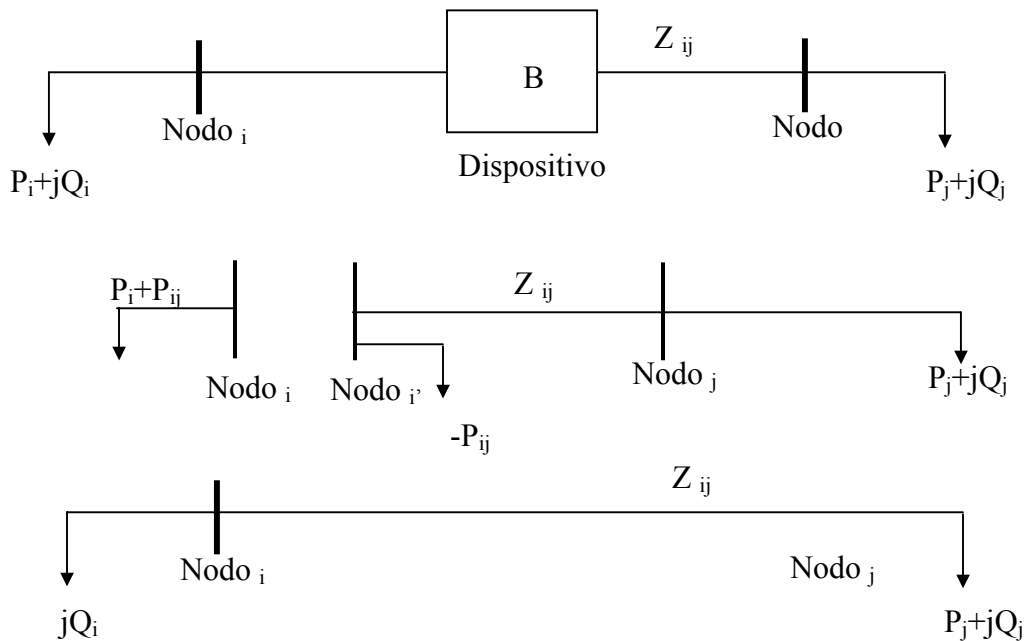 Z ij
B
Nodo i
Nodo
Dispositivo
Pi+jQi
Pj+jQj
Pi+Pij
Z ij
Nodo i
Nodo i’
Nodo j
Pj+jQj
-Pij
Z ij
Nodo i
Nodo j
jQi
Pj+jQj